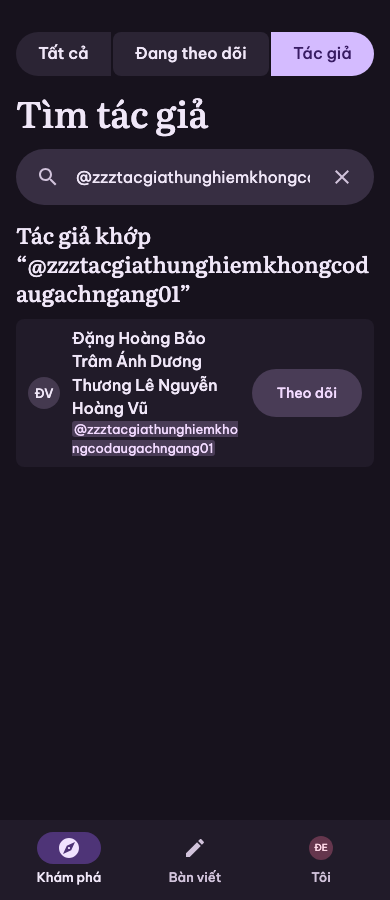 Tất cả
Đang theo dõi
Tác giả
Tìm tác giả
@zzztacgiathunghiemkhongc
Tác giả khớp
“@zzztacgiathunghiemkhongcod
augachngang01”
ĐV
Đặng Hoàng Bảo
Trâm Ánh Dương
Thương Lê Nguyễn
Hoàng Vũ
@zzztacgiathunghiemkho
ngcodaugachngang01
Theo dõi
Khám phá
Bàn viết
ĐE
Tôi